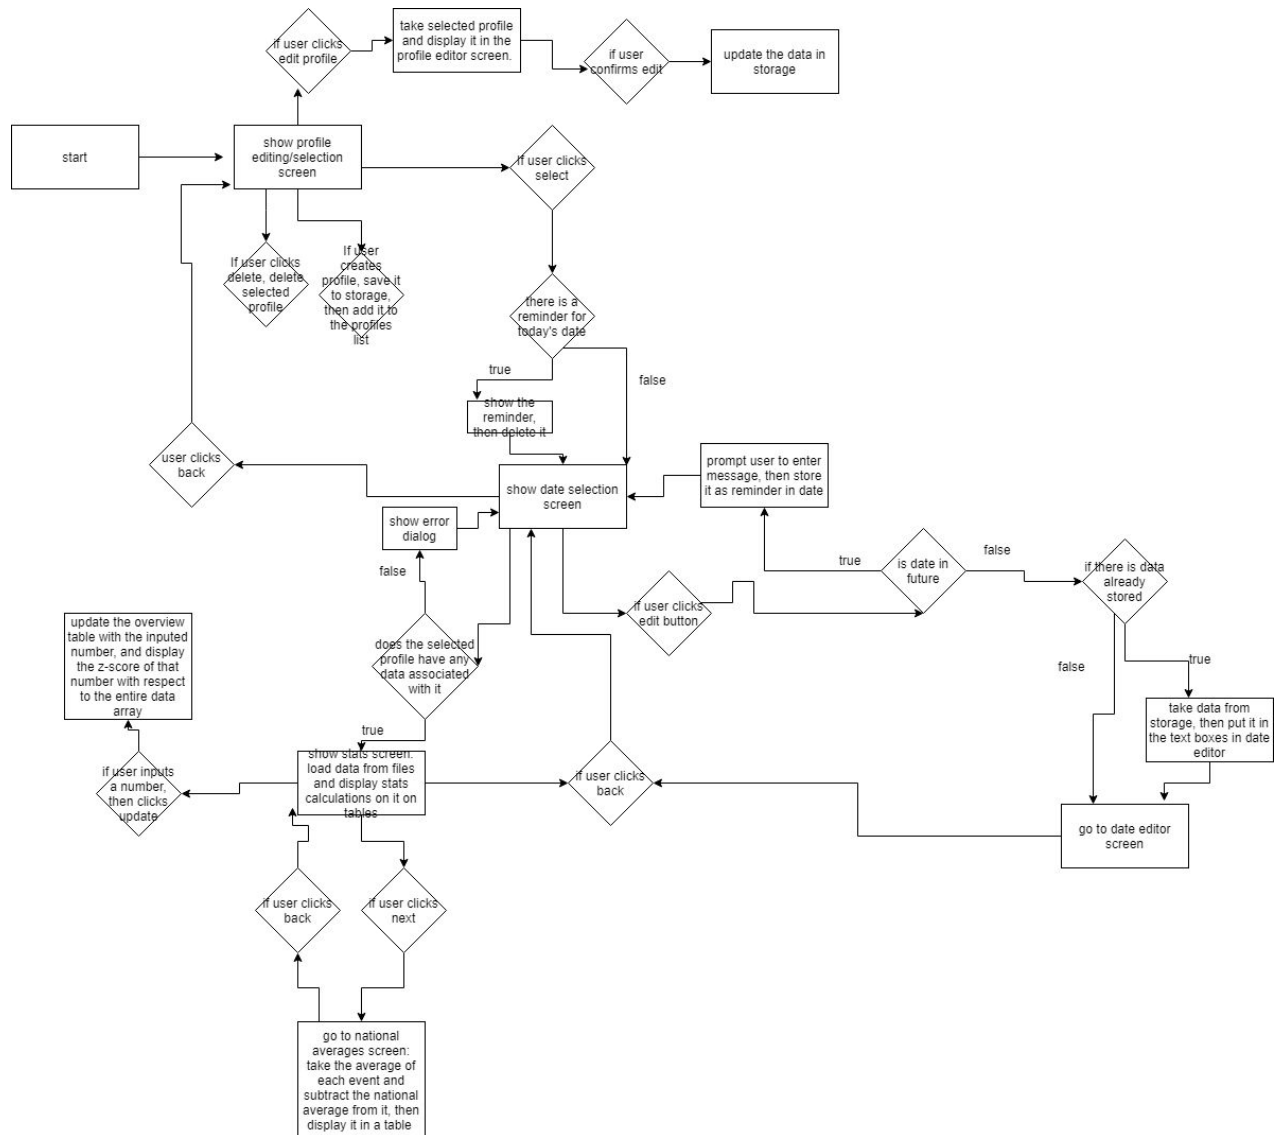 if user clicks
edit profile
take selected profile
and display it in the
profile editor screen.
if user
confirms edit
update the data in
storage
start
show profile
editing/selection
screen
If user clicks
select
If user clicks
delete, delete
selected
profile
If user
creates
profile, save it
to storage,
then add it to
the profiles
list
there is a
reminder for
today's date
true
false
show the
reminder,
then delete it
user clicks
back
show date selection
screen
prompt user to enter
message, then store
it as reminder in date
show error
dialog
false
true
is date in
future
false
if there is data
already
stored
if user clicks
edit button
does the selected
profile have any
data associated
with it
update the overview
table with the inputed
number, and display
the z-score of that
number with respect
to the entire data
array
false
true
take data from
storage, then put it in
the text boxes in date
editor
true
show stats screen:
load data from files
and display stats
calculations on it on
tables
if user inputs
a number,
then clicks
update
if user clicks
back
go to date editor
screen
if user clicks
back
if user clicks
next
go to national
averages screen:
take the average of
each event and
subtract the national
average from it, then
display it in a table